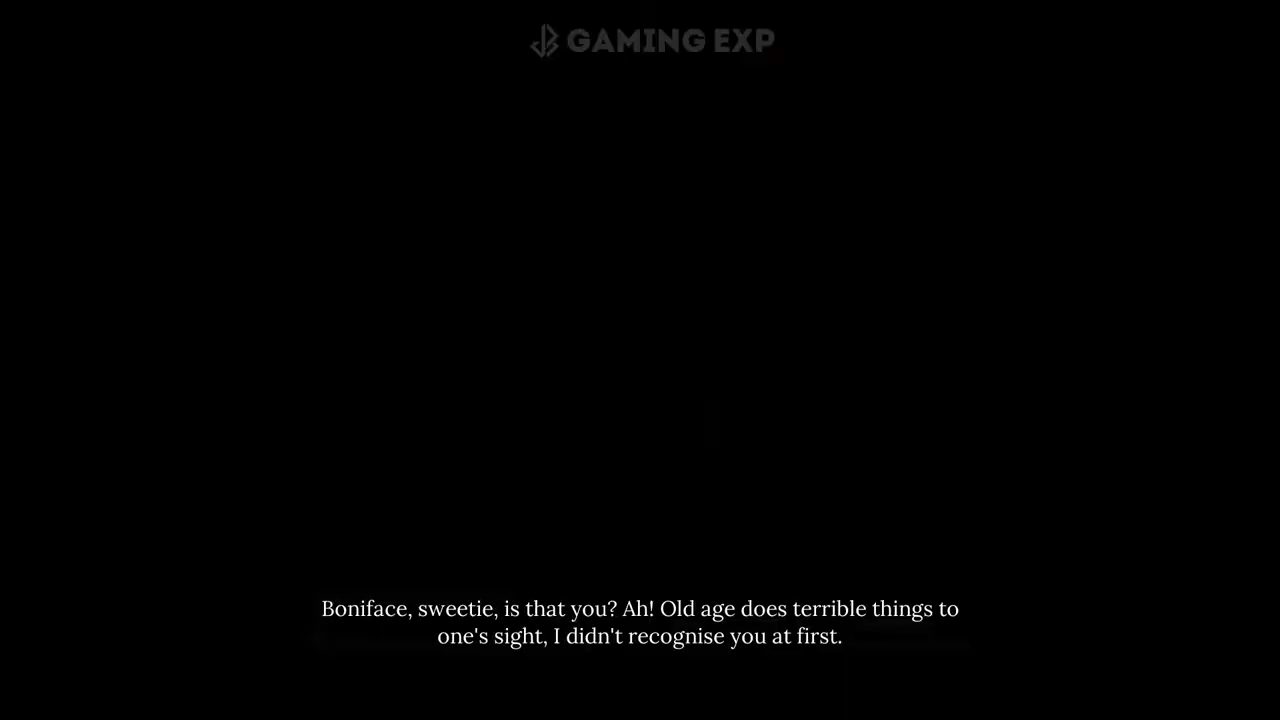 GAMING EXP
Boniface, sweetie, is that you? Ah! Old age does terrible things to
one's sight, I didn't recognise you at first.